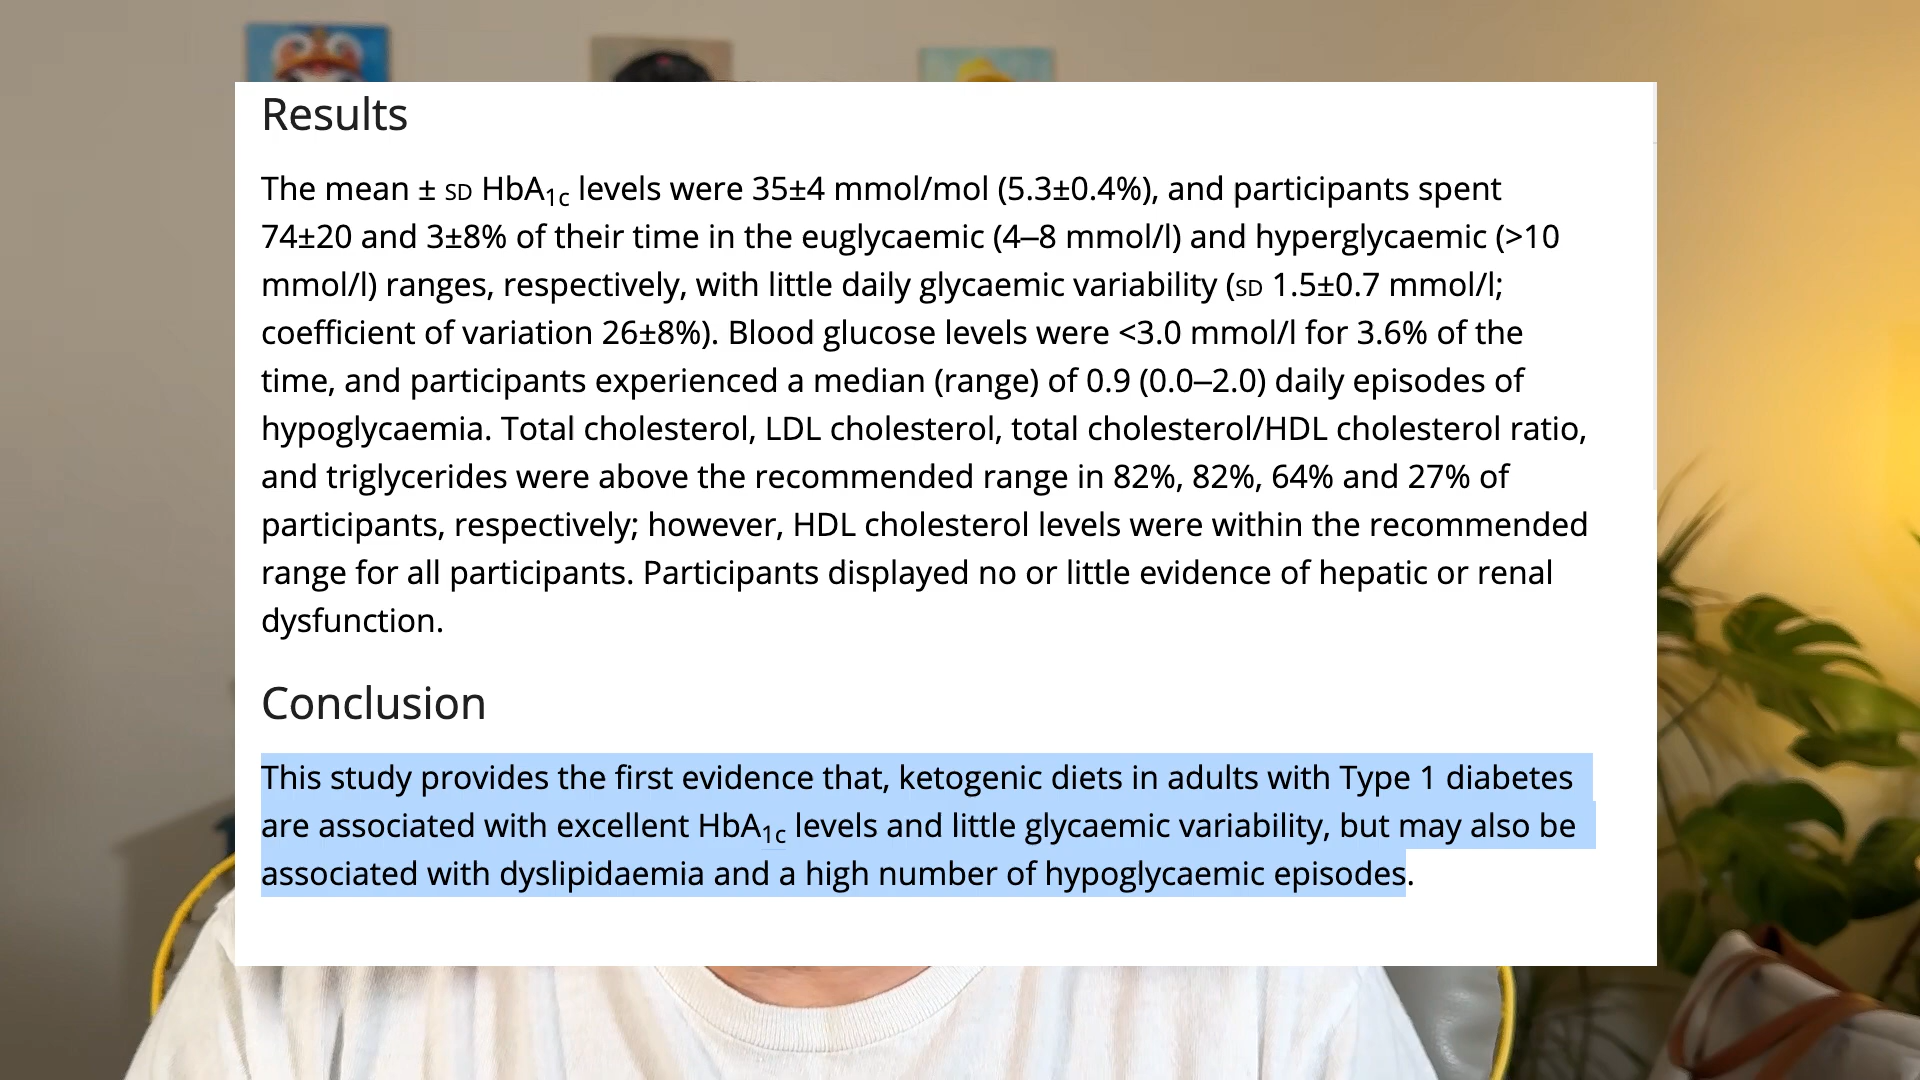 Results
The mean ± SD HbA1c levels were 35±4 mmol/mol (5.3±0.4%), and participants spent
74±20 and 3±8% of their time in the euglycaemic (4–8 mmol/l) and hyperglycaemic (>10
mmol/l) ranges, respectively, with little daily glycaemic variability (SD 1.5±0.7 mmol/l;
coefficient of variation 26±8%). Blood glucose levels were <3.0 mmol/l for 3.6% of the
time, and participants experienced a median (range) of 0.9 (0.0–2.0) daily episodes of
hypoglycaemia. Total cholesterol, LDL cholesterol, total cholesterol/HDL cholesterol ratio,
and triglycerides were above the recommended range in 82%, 82%, 64% and 27% of
participants, respectively; however, HDL cholesterol levels were within the recommended
range for all participants. Participants displayed no or little evidence of hepatic or renal
dysfunction.
Conclusion
This study provides the first evidence that, ketogenic diets in adults with Type 1 diabetes
are associated with excellent HbA1c levels and little glycaemic variability, but may also be
associated with dyslipidaemia and a high number of hypoglycaemic episodes.